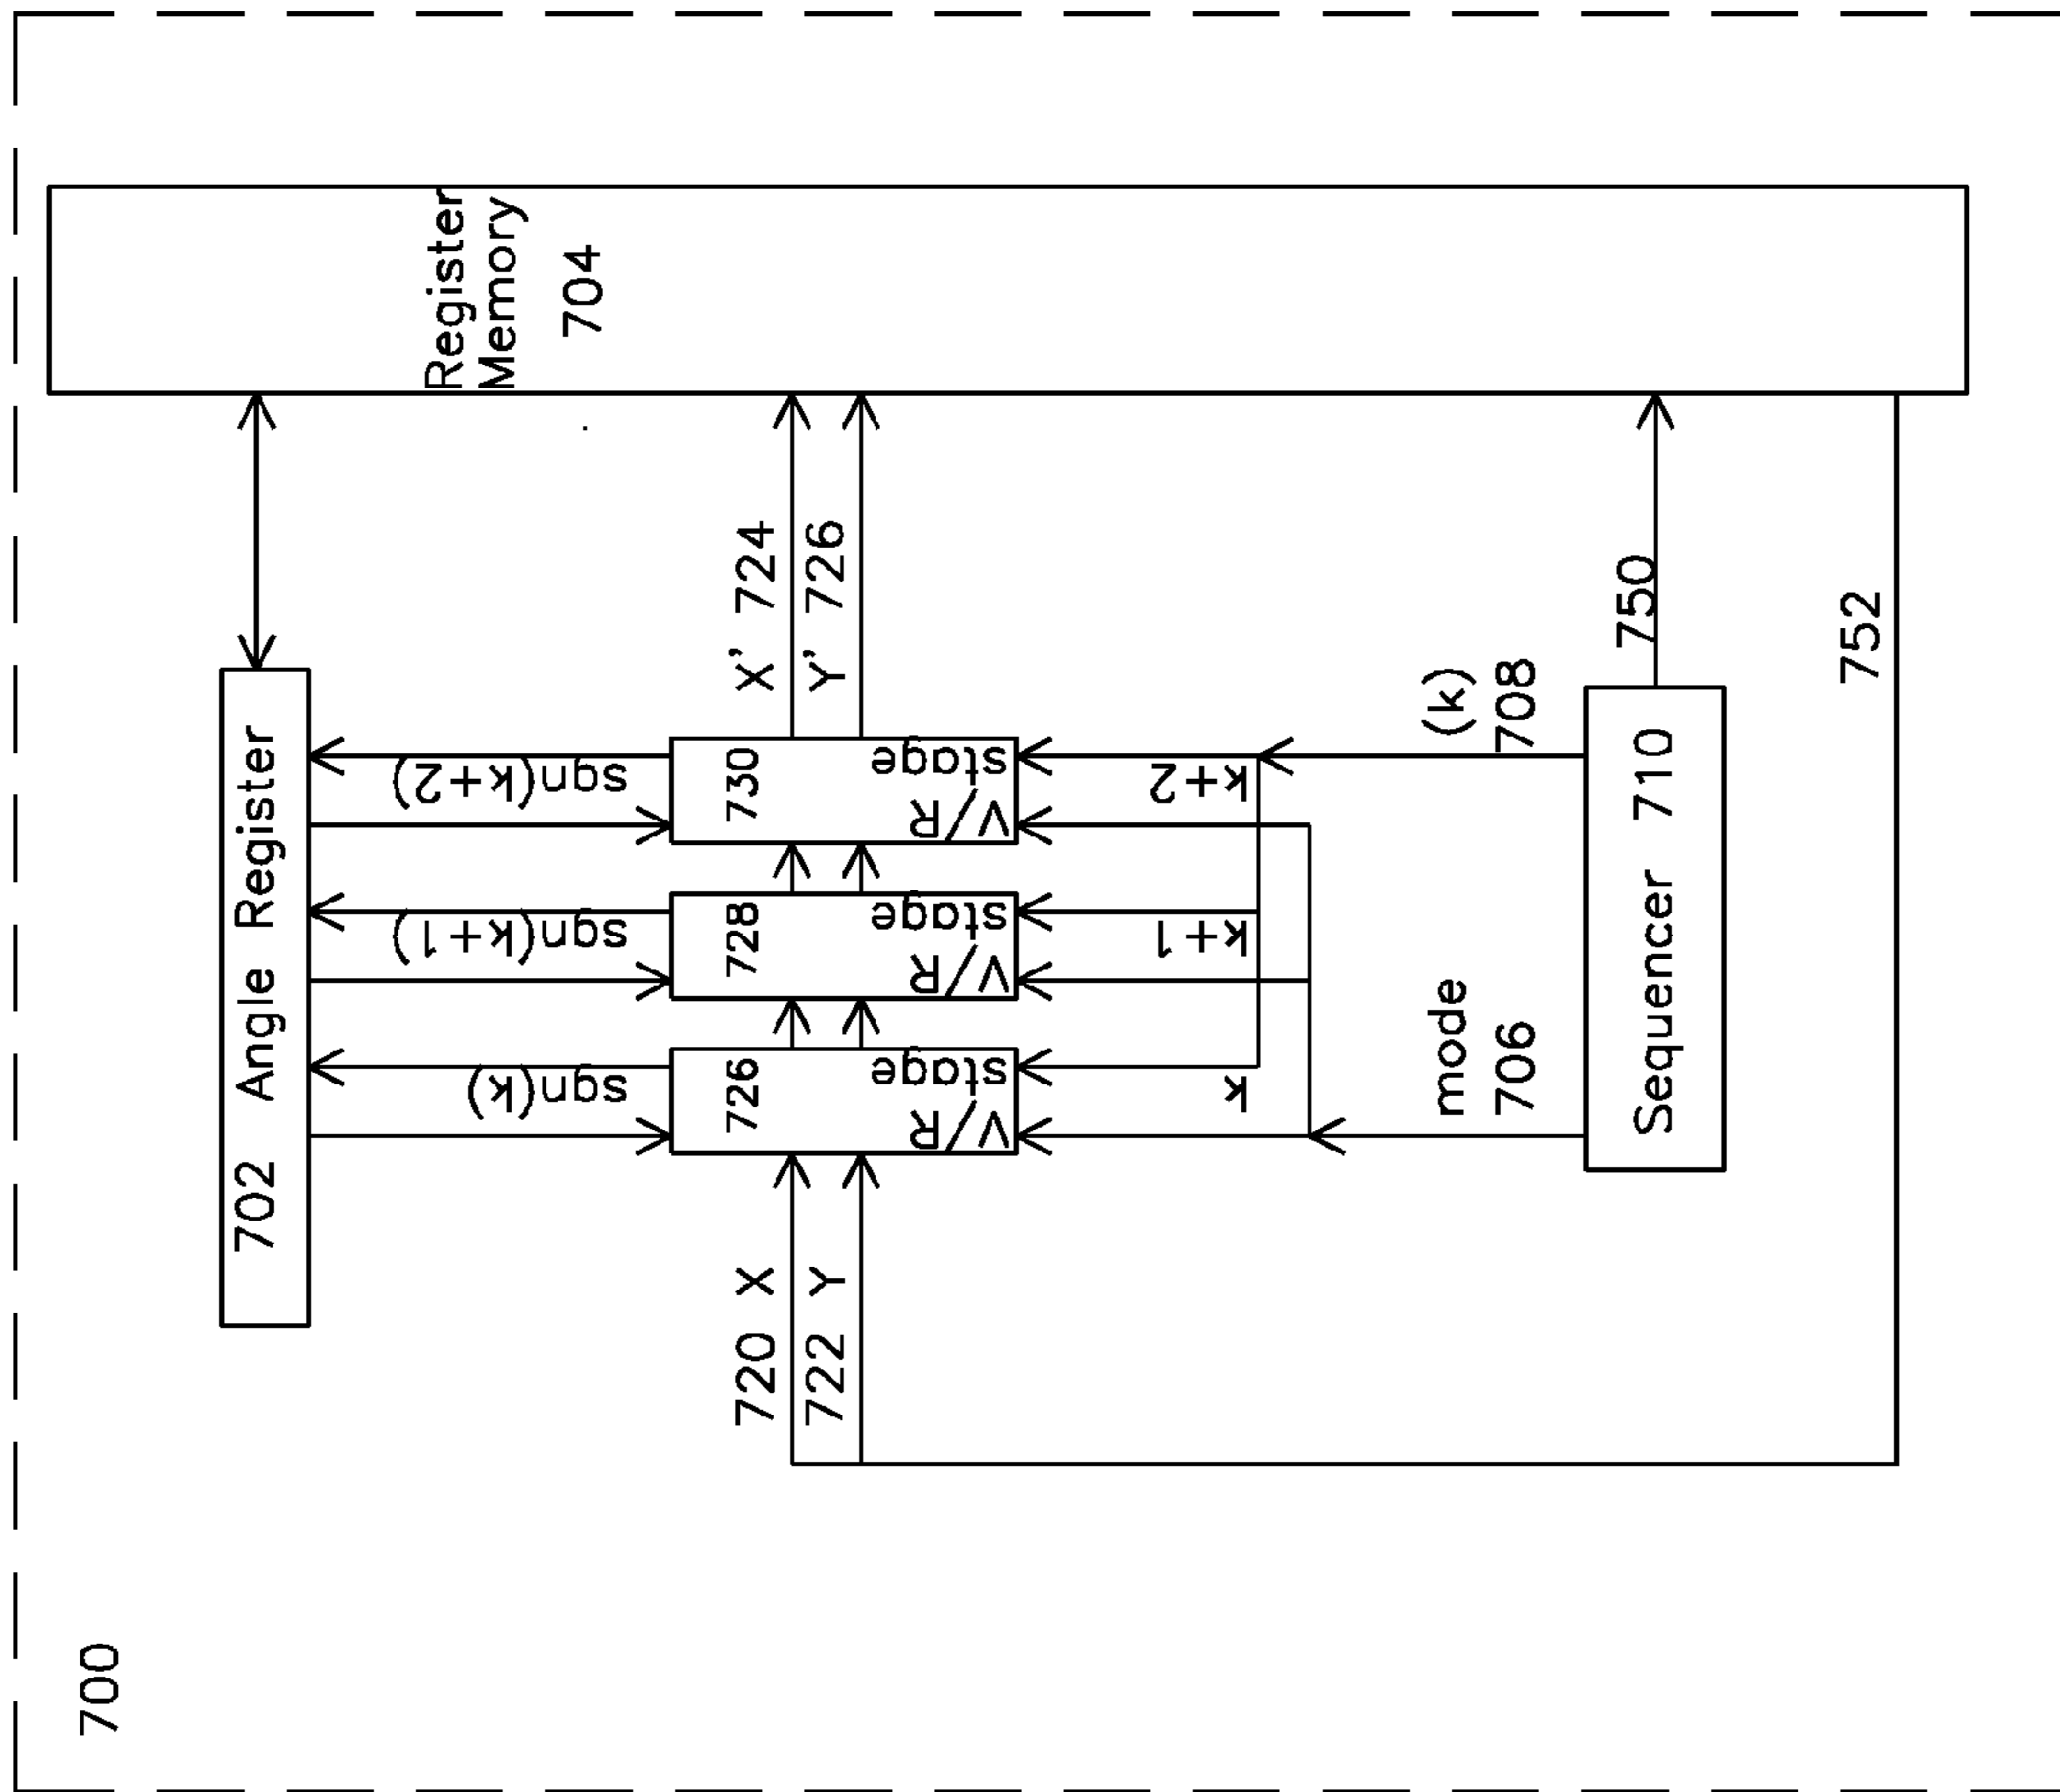 700
702 Angle Register
sgn(k)
sgn(k+1)
sgn(k+2)
Register
Memory
704
720 X
722 Y
726
V/R
stage
728
V/R
stage
730
V/R
stage
X' 724
Y' 726
k
k+1
k+2
mode
706
(k)
708
Sequencer 710
750
752